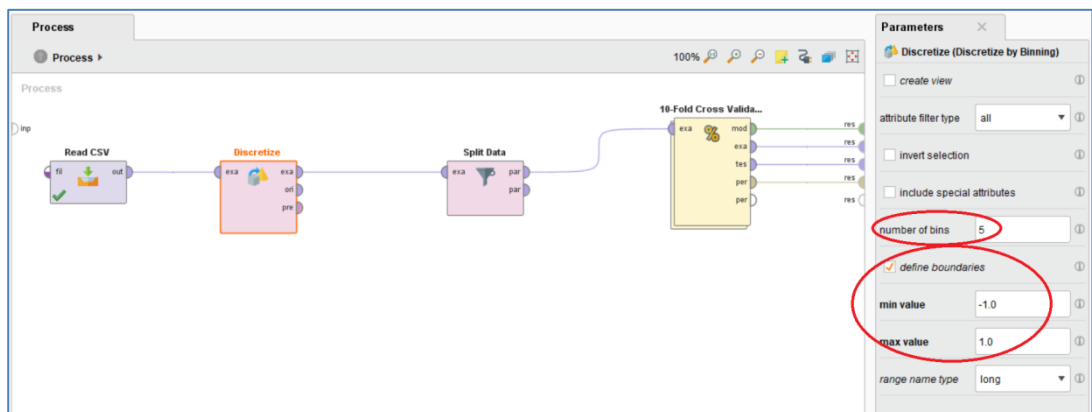 Process
Process
100%
Process
inp
Read CSV
fil out
Discretize
exa exa
ori
pre
Split Data
exa par
par
10-Fold Cross Valida...
exa % mod
exa
tes
per
per
res
res
res
res
res
Parameters
Discretize (Discretize by Binning)
create view
attribute filter type all
invert selection
include special attributes
number of bins 5
define boundaries
min value -1.0
max value 1.0
range name type long